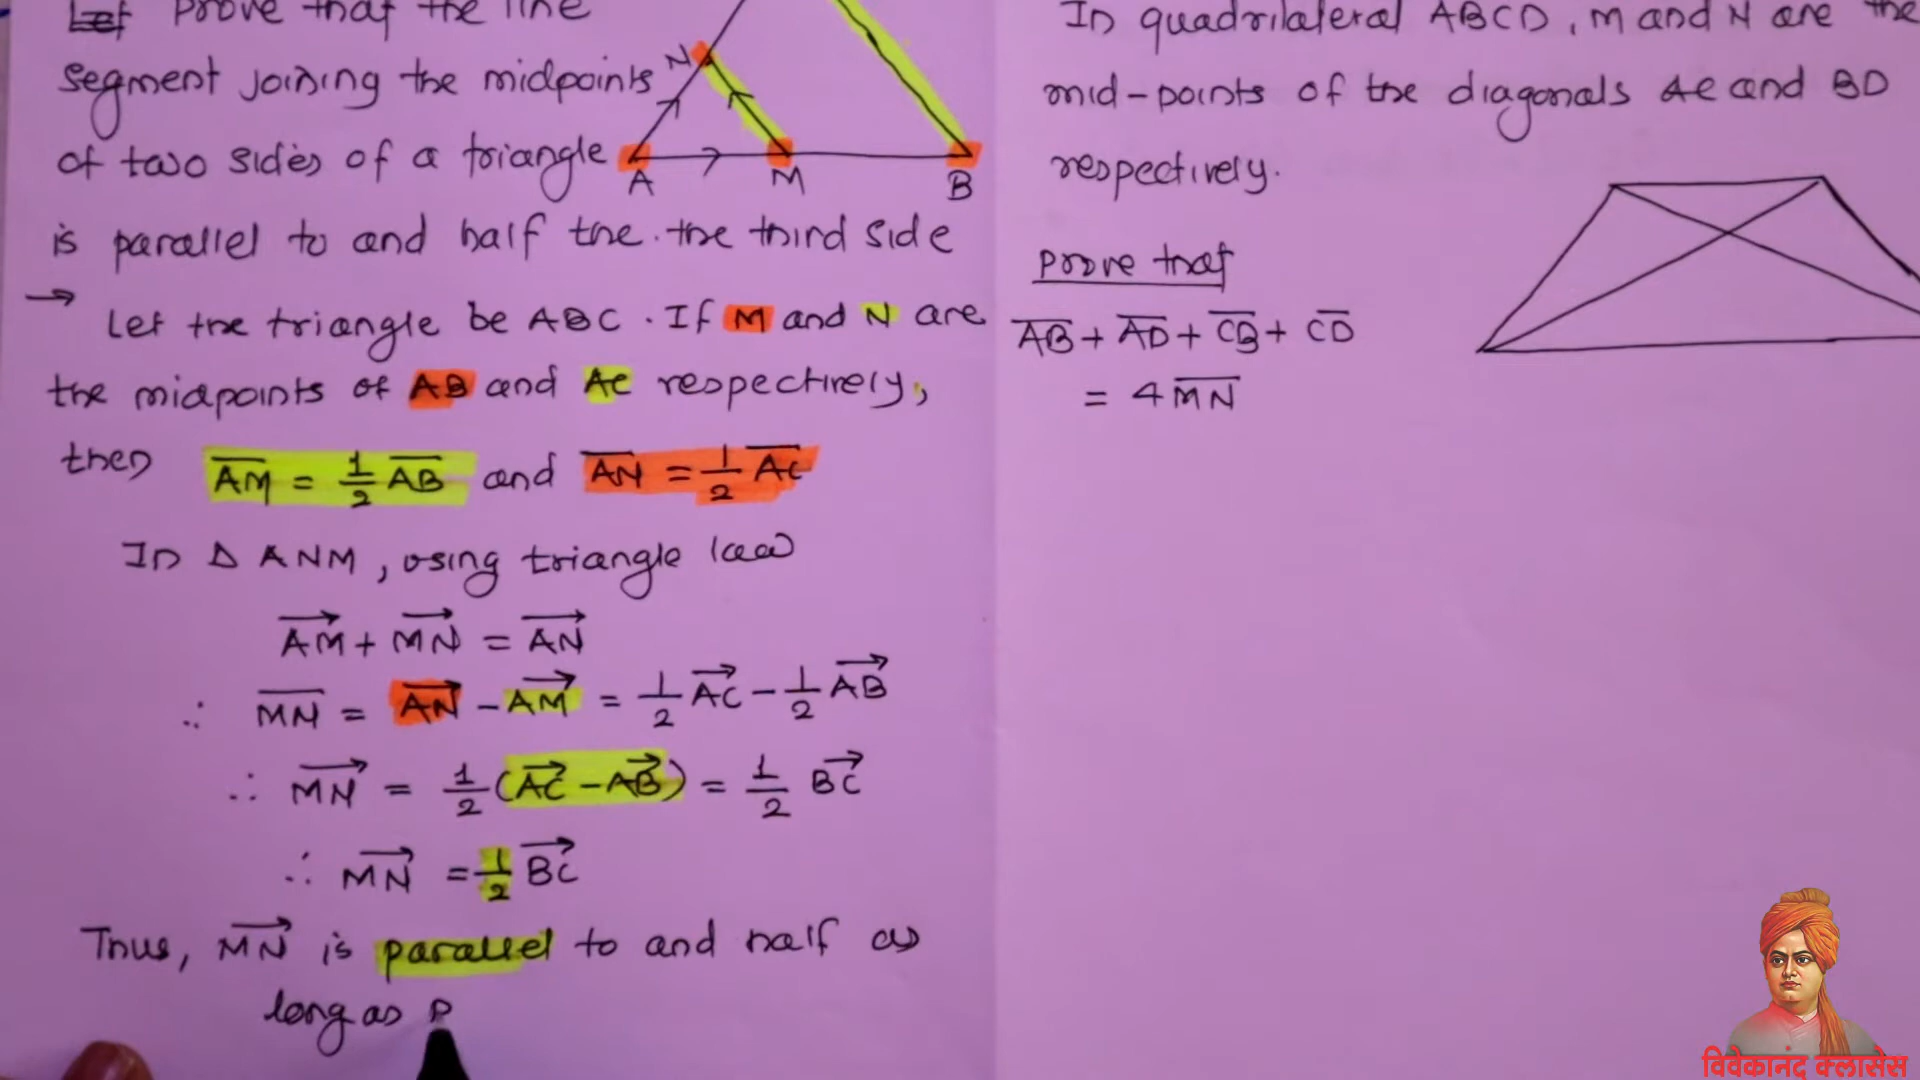 Let Prove that the line
segment joining the midpoints
of two sides of a triangle
is parallel to and half the the third side
→ Let the triangle be ABC. If M and N are
the midpoints of AB and AC respectively,
then AM = 1/2 AB and AN = 1/2 AC
In Δ ANM, using triangle law
AM + MN = AN
∴ MN = AN - AM = 1/2 AC - 1/2 AB
∴ MN = 1/2 (AC - AB) = 1/2 BC
∴ MN = 1/2 BC
Thus, MN is parallel to and half as
long as B
N
A M B
In quadrilateral ABCD, M and N are the
mid-points of the diagonals AC and BD
respectively.
Prove that
AB + AD + CB + CD
= 4 MN
विवेकानंद क्लासेस